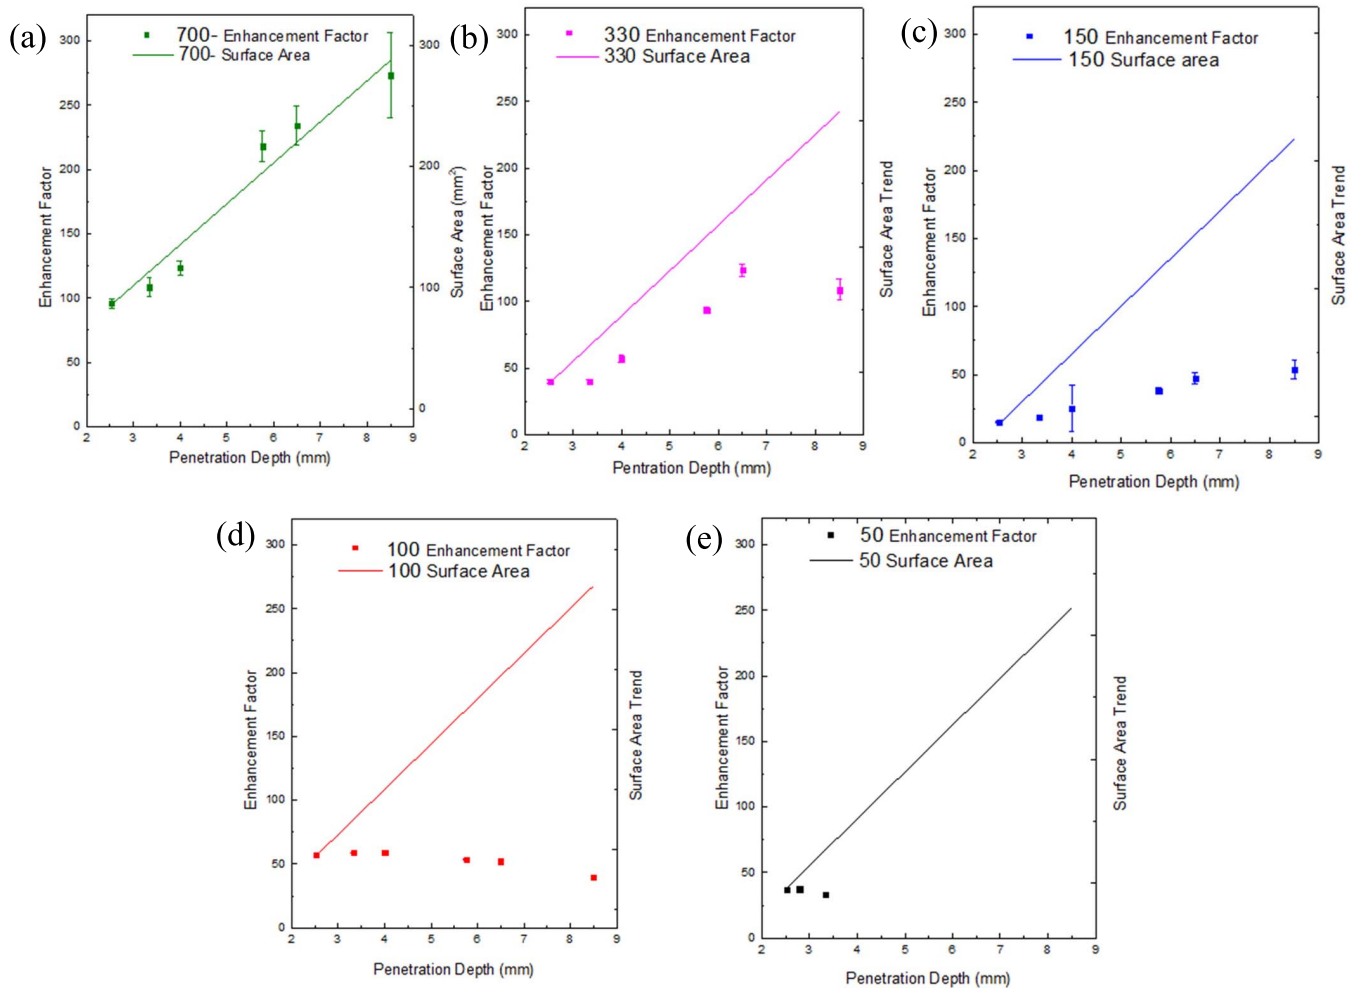 (a)
700- Enhancement Factor
700- Surface Area
300
250
200
150
100
50
0
Enhancement Factor
300
200
100
0
Surface Area (mm²)
2 3 4 5 6 7 8 9
Penetration Depth (mm)
(b)
330 Enhancement Factor
330 Surface Area
300
250
200
150
100
50
0
Enhancement Factor
Surface Area Trend
2 3 4 5 6 7 8 9
Pentration Depth (mm)
(c)
150 Enhancement Factor
150 Surface area
300
250
200
150
100
50
0
Enhancement Factor
Surface Area Trend
2 3 4 5 6 7 8 9
Penetration Depth (mm)
(d)
100 Enhancement Factor
100 Surface Area
300
250
200
150
100
50
0
Enhancement Factor
Surface Area Trend
2 3 4 5 6 7 8 9
Penetration Depth (mm)
(e)
50 Enhancement Factor
50 Surface Area
300
250
200
150
100
50
0
Enhancement Factor
Surface Area Trend
2 3 4 5 6 7 8 9
Penetration Depth (mm)